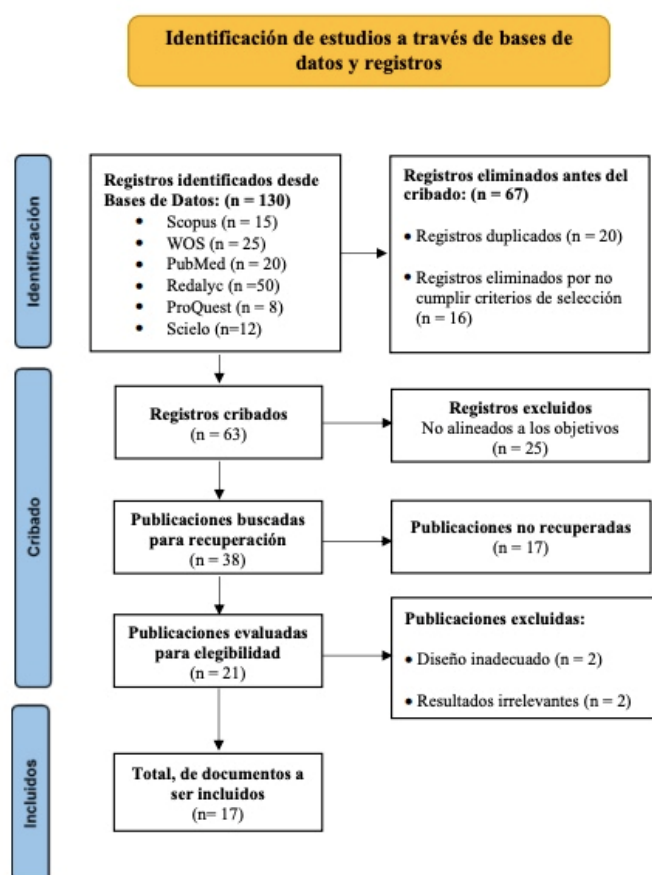 Identificación de estudios a través de bases de
datos y registros
Identificación
Registros identificados desde
Bases de Datos: (n = 130)
• Scopus (n = 15)
• WOS (n = 25)
• PubMed (n = 20)
• Redalyc (n =50)
• ProQuest (n = 8)
• Scielo (n=12)
Registros eliminados antes del
cribado: (n = 67)
• Registros duplicados (n = 20)
• Registros eliminados por no
cumplir criterios de selección
(n = 16)
Cribado
Registros cribados
(n = 63)
Registros excluidos
No alineados a los objetivos
(n = 25)
Publicaciones buscadas
para recuperación
(n = 38)
Publicaciones no recuperadas
(n = 17)
Publicaciones evaluadas
para elegibilidad
(n = 21)
Publicaciones excluidas:
• Diseño inadecuado (n = 2)
• Resultados irrelevantes (n = 2)
Incluidos
Total, de documentos a
ser incluidos
(n= 17)